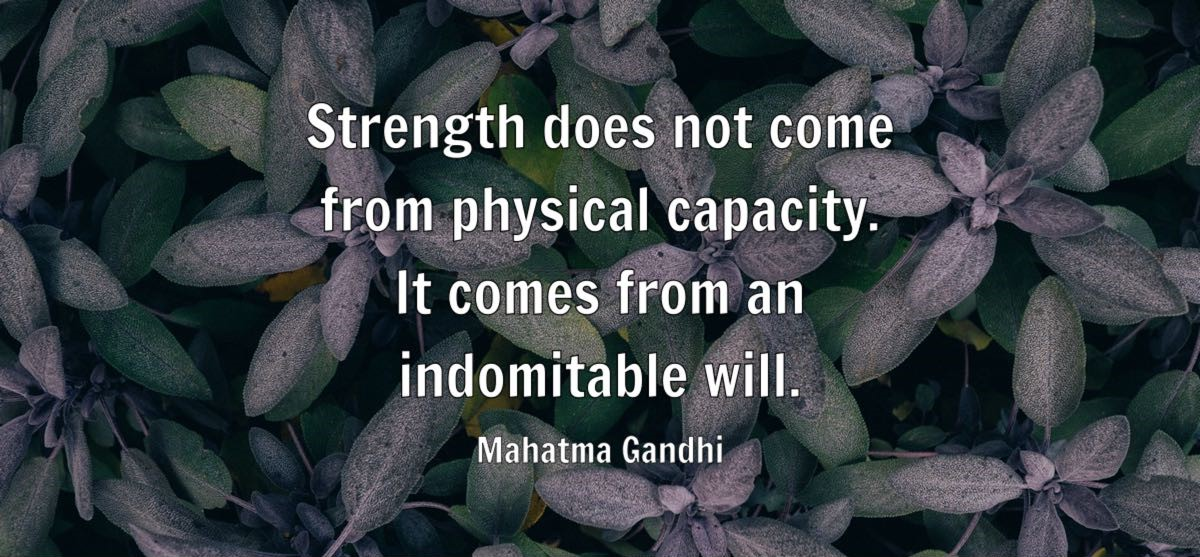 Strength does not come
from physical capacity.
It comes from an
indomitable will.
Mahatma Gandhi